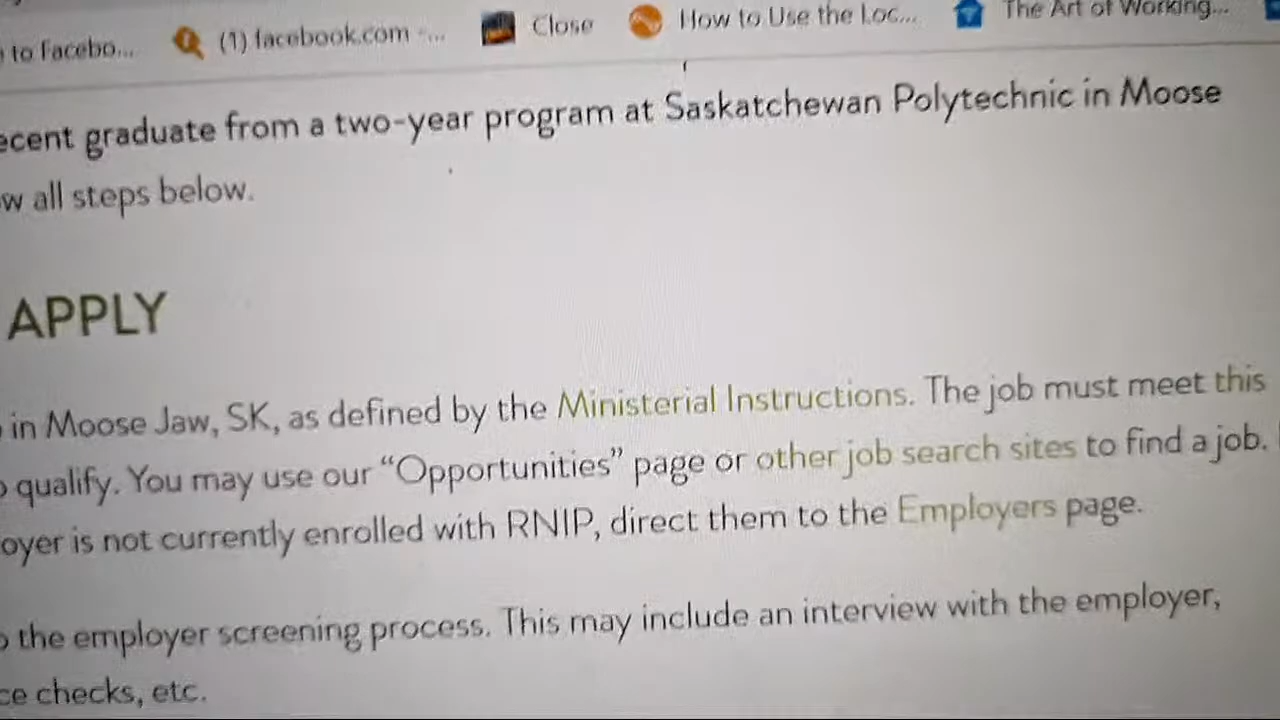 to Facebo...
(1) facebook.com -...
Close
How to Use the Loc...
The Art of Working...
ecent graduate from a two-year program at Saskatchewan Polytechnic in Moose
w all steps below.
APPLY
in Moose Jaw, SK, as defined by the Ministerial Instructions. The job must meet this
o qualify. You may use our “Opportunities” page or other job search sites to find a job.
oyer is not currently enrolled with RNIP, direct them to the Employers page.
o the employer screening process. This may include an interview with the employer,
ce checks, etc.